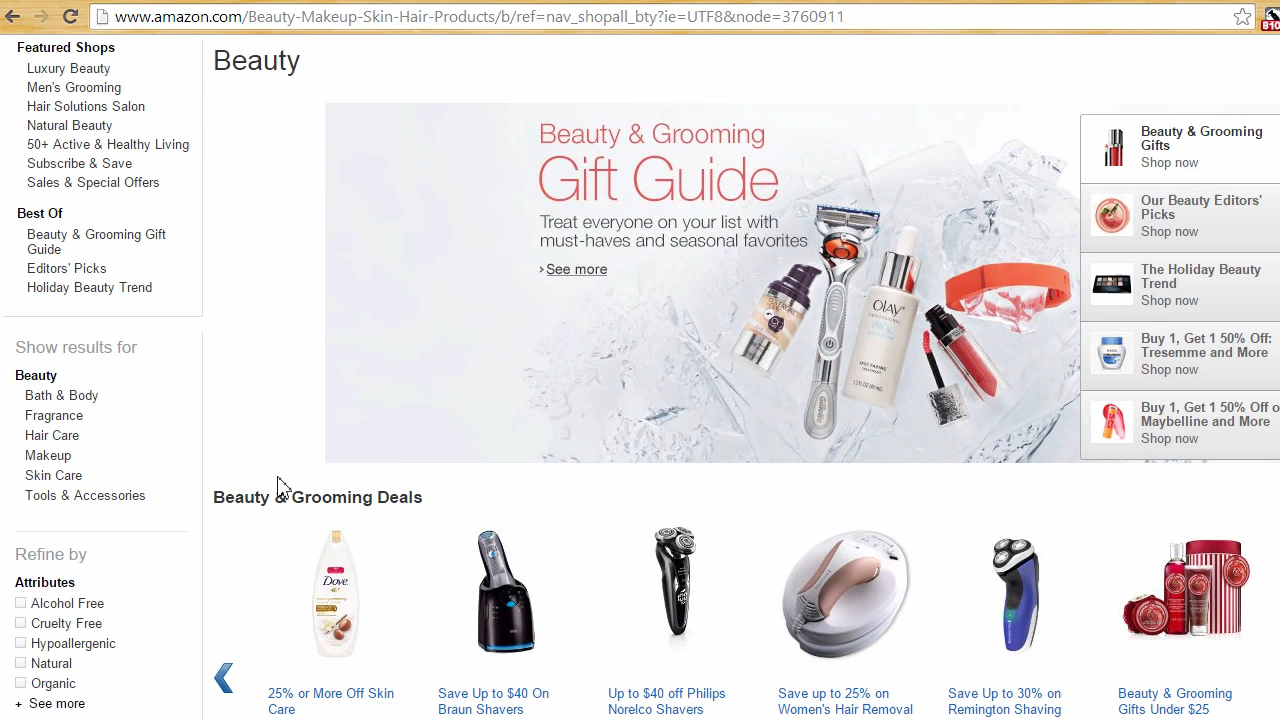 www.amazon.com/Beauty-Makeup-Skin-Hair-Products/b/ref=nav_shopall_bty?ie=UTF8&node=3760911
Featured Shops
Luxury Beauty
Men's Grooming
Hair Solutions Salon
Natural Beauty
50+ Active & Healthy Living
Subscribe & Save
Sales & Special Offers
Best Of
Beauty & Grooming Gift
Guide
Editors' Picks
Holiday Beauty Trend
Show results for
Beauty
Bath & Body
Fragrance
Hair Care
Makeup
Skin Care
Tools & Accessories
Refine by
Attributes
Alcohol Free
Cruelty Free
Hypoallergenic
Natural
Organic
+ See more
Beauty
Beauty & Grooming
Gift Guide
Treat everyone on your list with
must-haves and seasonal favorites
›See more
OLAY
SPOT FADING
TREATMENT
Gillette
Beauty & Grooming
Gifts
Shop now
Our Beauty Editors'
Picks
Shop now
The Holiday Beauty
Trend
Shop now
Buy 1, Get 1 50% Off:
Tresemme and More
Shop now
Buy 1, Get 1 50% Off o
Maybelline and More
Shop now
Beauty & Grooming Deals
Dove
25% or More Off Skin
Care
Save Up to $40 On
Braun Shavers
Up to $40 off Philips
Norelco Shavers
Save up to 25% on
Women's Hair Removal
Save Up to 30% on
Remington Shaving
Beauty & Grooming
Gifts Under $25